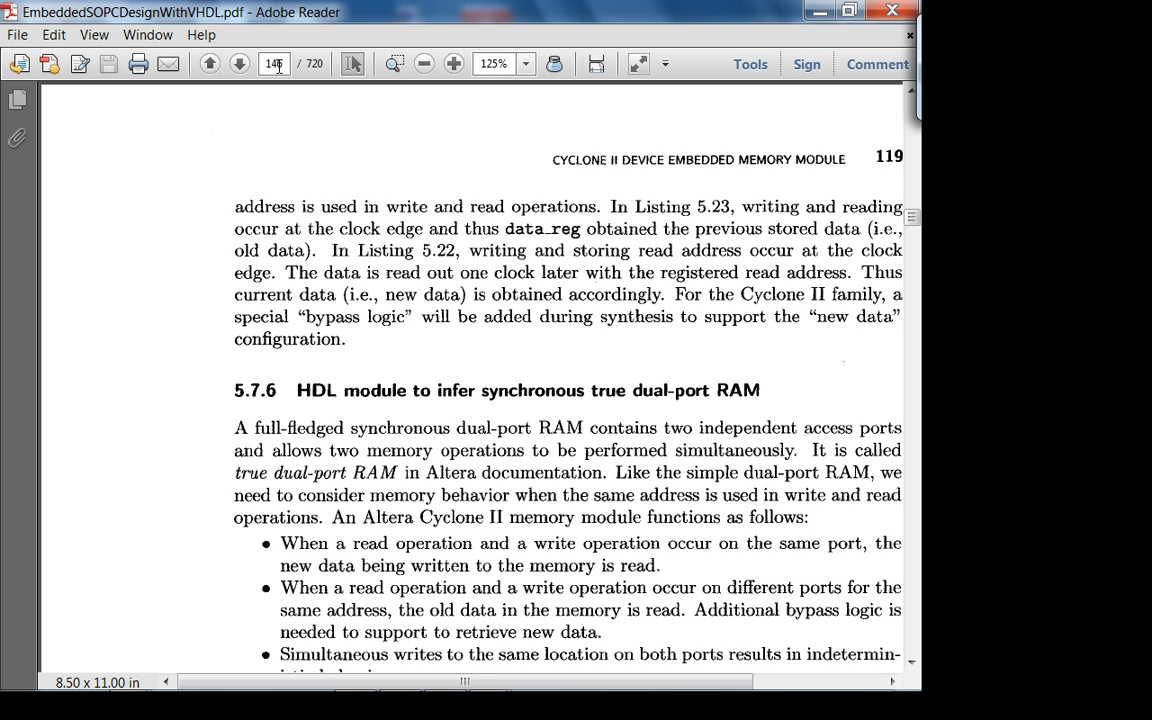 EmbeddedSOPCDesignWithVHDL.pdf - Adobe Reader
File Edit View Window Help
/ 720 125% Tools Sign Comment
CYCLONE II DEVICE EMBEDDED MEMORY MODULE 119
address is used in write and read operations. In Listing 5.23, writing and reading
occur at the clock edge and thus data_reg obtained the previous stored data (i.e.,
old data). In Listing 5.22, writing and storing read address occur at the clock
edge. The data is read out one clock later with the registered read address. Thus
current data (i.e., new data) is obtained accordingly. For the Cyclone II family, a
special “bypass logic” will be added during synthesis to support the “new data”
configuration.
5.7.6 HDL module to infer synchronous true dual-port RAM
A full-fledged synchronous dual-port RAM contains two independent access ports
and allows two memory operations to be performed simultaneously. It is called
true dual-port RAM in Altera documentation. Like the simple dual-port RAM, we
need to consider memory behavior when the same address is used in write and read
operations. An Altera Cyclone II memory module functions as follows:
• When a read operation and a write operation occur on the same port, the
new data being written to the memory is read.
• When a read operation and a write operation occur on different ports for the
same address, the old data in the memory is read. Additional bypass logic is
needed to support to retrieve new data.
• Simultaneous writes to the same location on both ports results in indetermin-
8.50 x 11.00 in